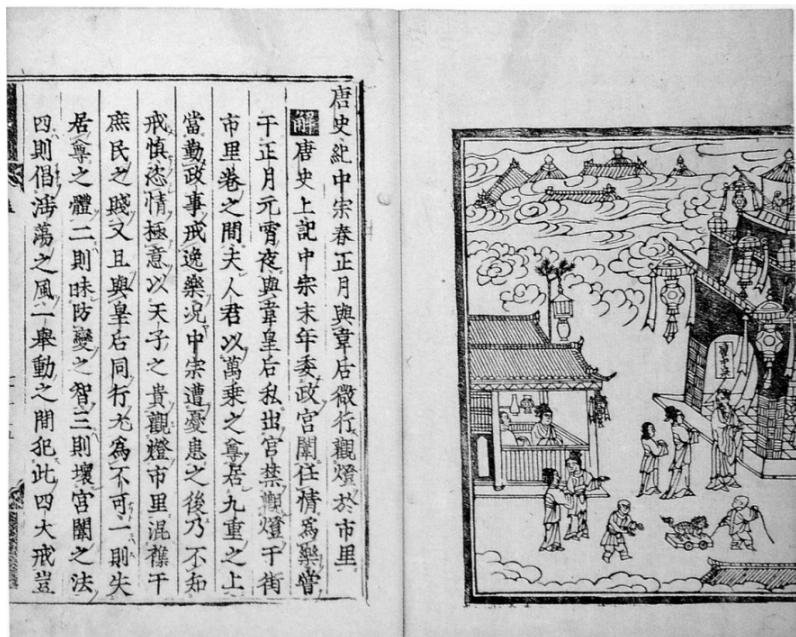 唐史紀中宗春正月與韋后微行觀燈於市里
解唐史上記中宗末年委政宮闈任情爲樂嘗
于正月元宵夜與韋皇后私出宮禁觀燈于街
市里巷之間夫人君以萬乘之尊居九重之上
當勤政事戒逸樂況中宗遭憂患之後乃不知
戒慎恣情極意以天子之貴觀燈市里混襍于
庶民之賤又且與皇后同行尤爲不可一則失
居尊之體二則昧防變之智三則壞宮闈之法
四則倡淫蕩之風一舉動之間犯此四大戒豈